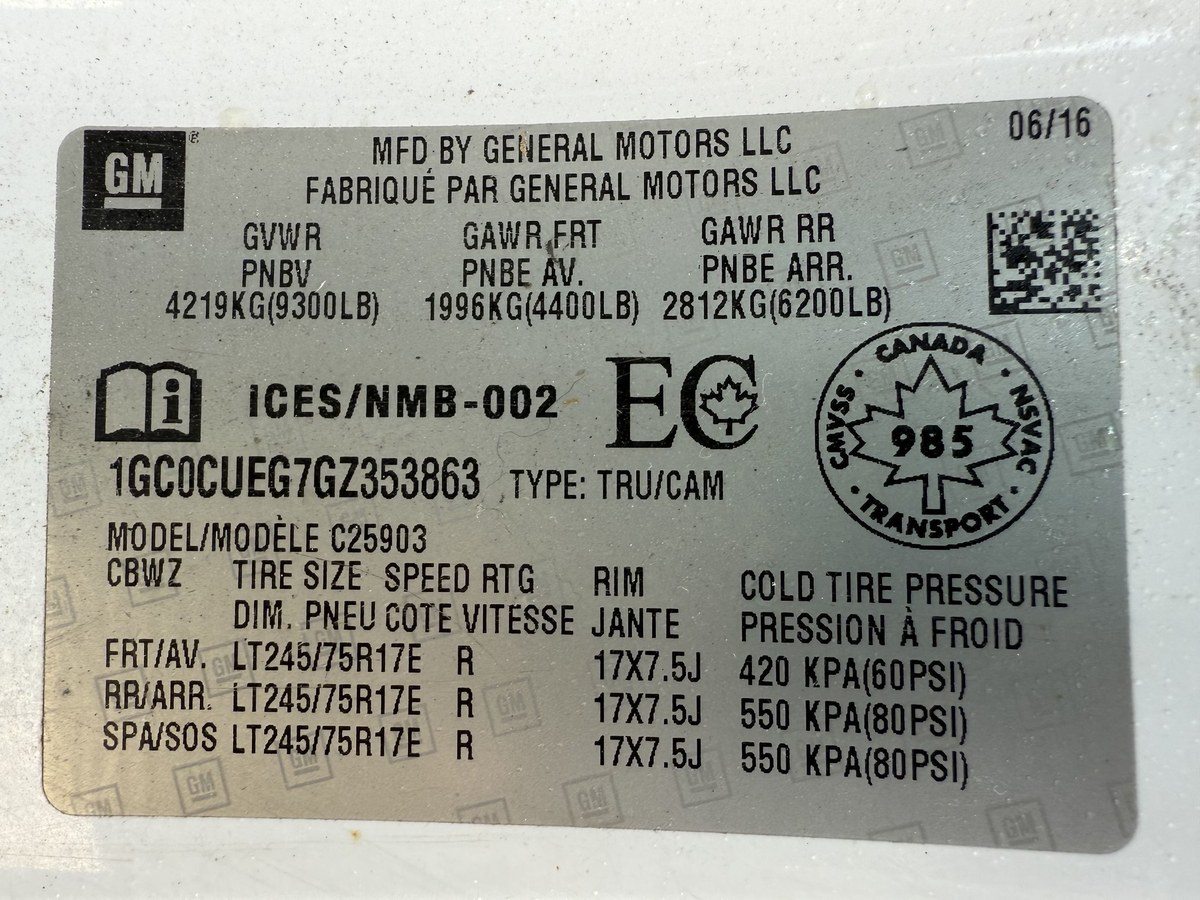 GM ®
06/16
MFD BY GENERAL MOTORS LLC
FABRIQUÉ PAR GENERAL MOTORS LLC
GVWR GAWR FRT GAWR RR
PNBV PNBE AV. PNBE ARR.
4219KG(9300LB) 1996KG(4400LB) 2812KG(6200LB)
i ICES/NMB-002 EC
CANADA
CMVSS · 985 · NSVAC
· TRANSPORT ·
1GC0CUEG7GZ353863 TYPE: TRU/CAM
MODEL/MODÈLE C25903
CBWZ TIRE SIZE SPEED RTG RIM COLD TIRE PRESSURE
DIM. PNEU COTE VITESSE JANTE PRESSION À FROID
FRT/AV. LT245/75R17E R 17X7.5J 420 KPA(60PSI)
RR/ARR. LT245/75R17E R 17X7.5J 550 KPA(80PSI)
SPA/SOS LT245/75R17E R 17X7.5J 550 KPA(80PSI)